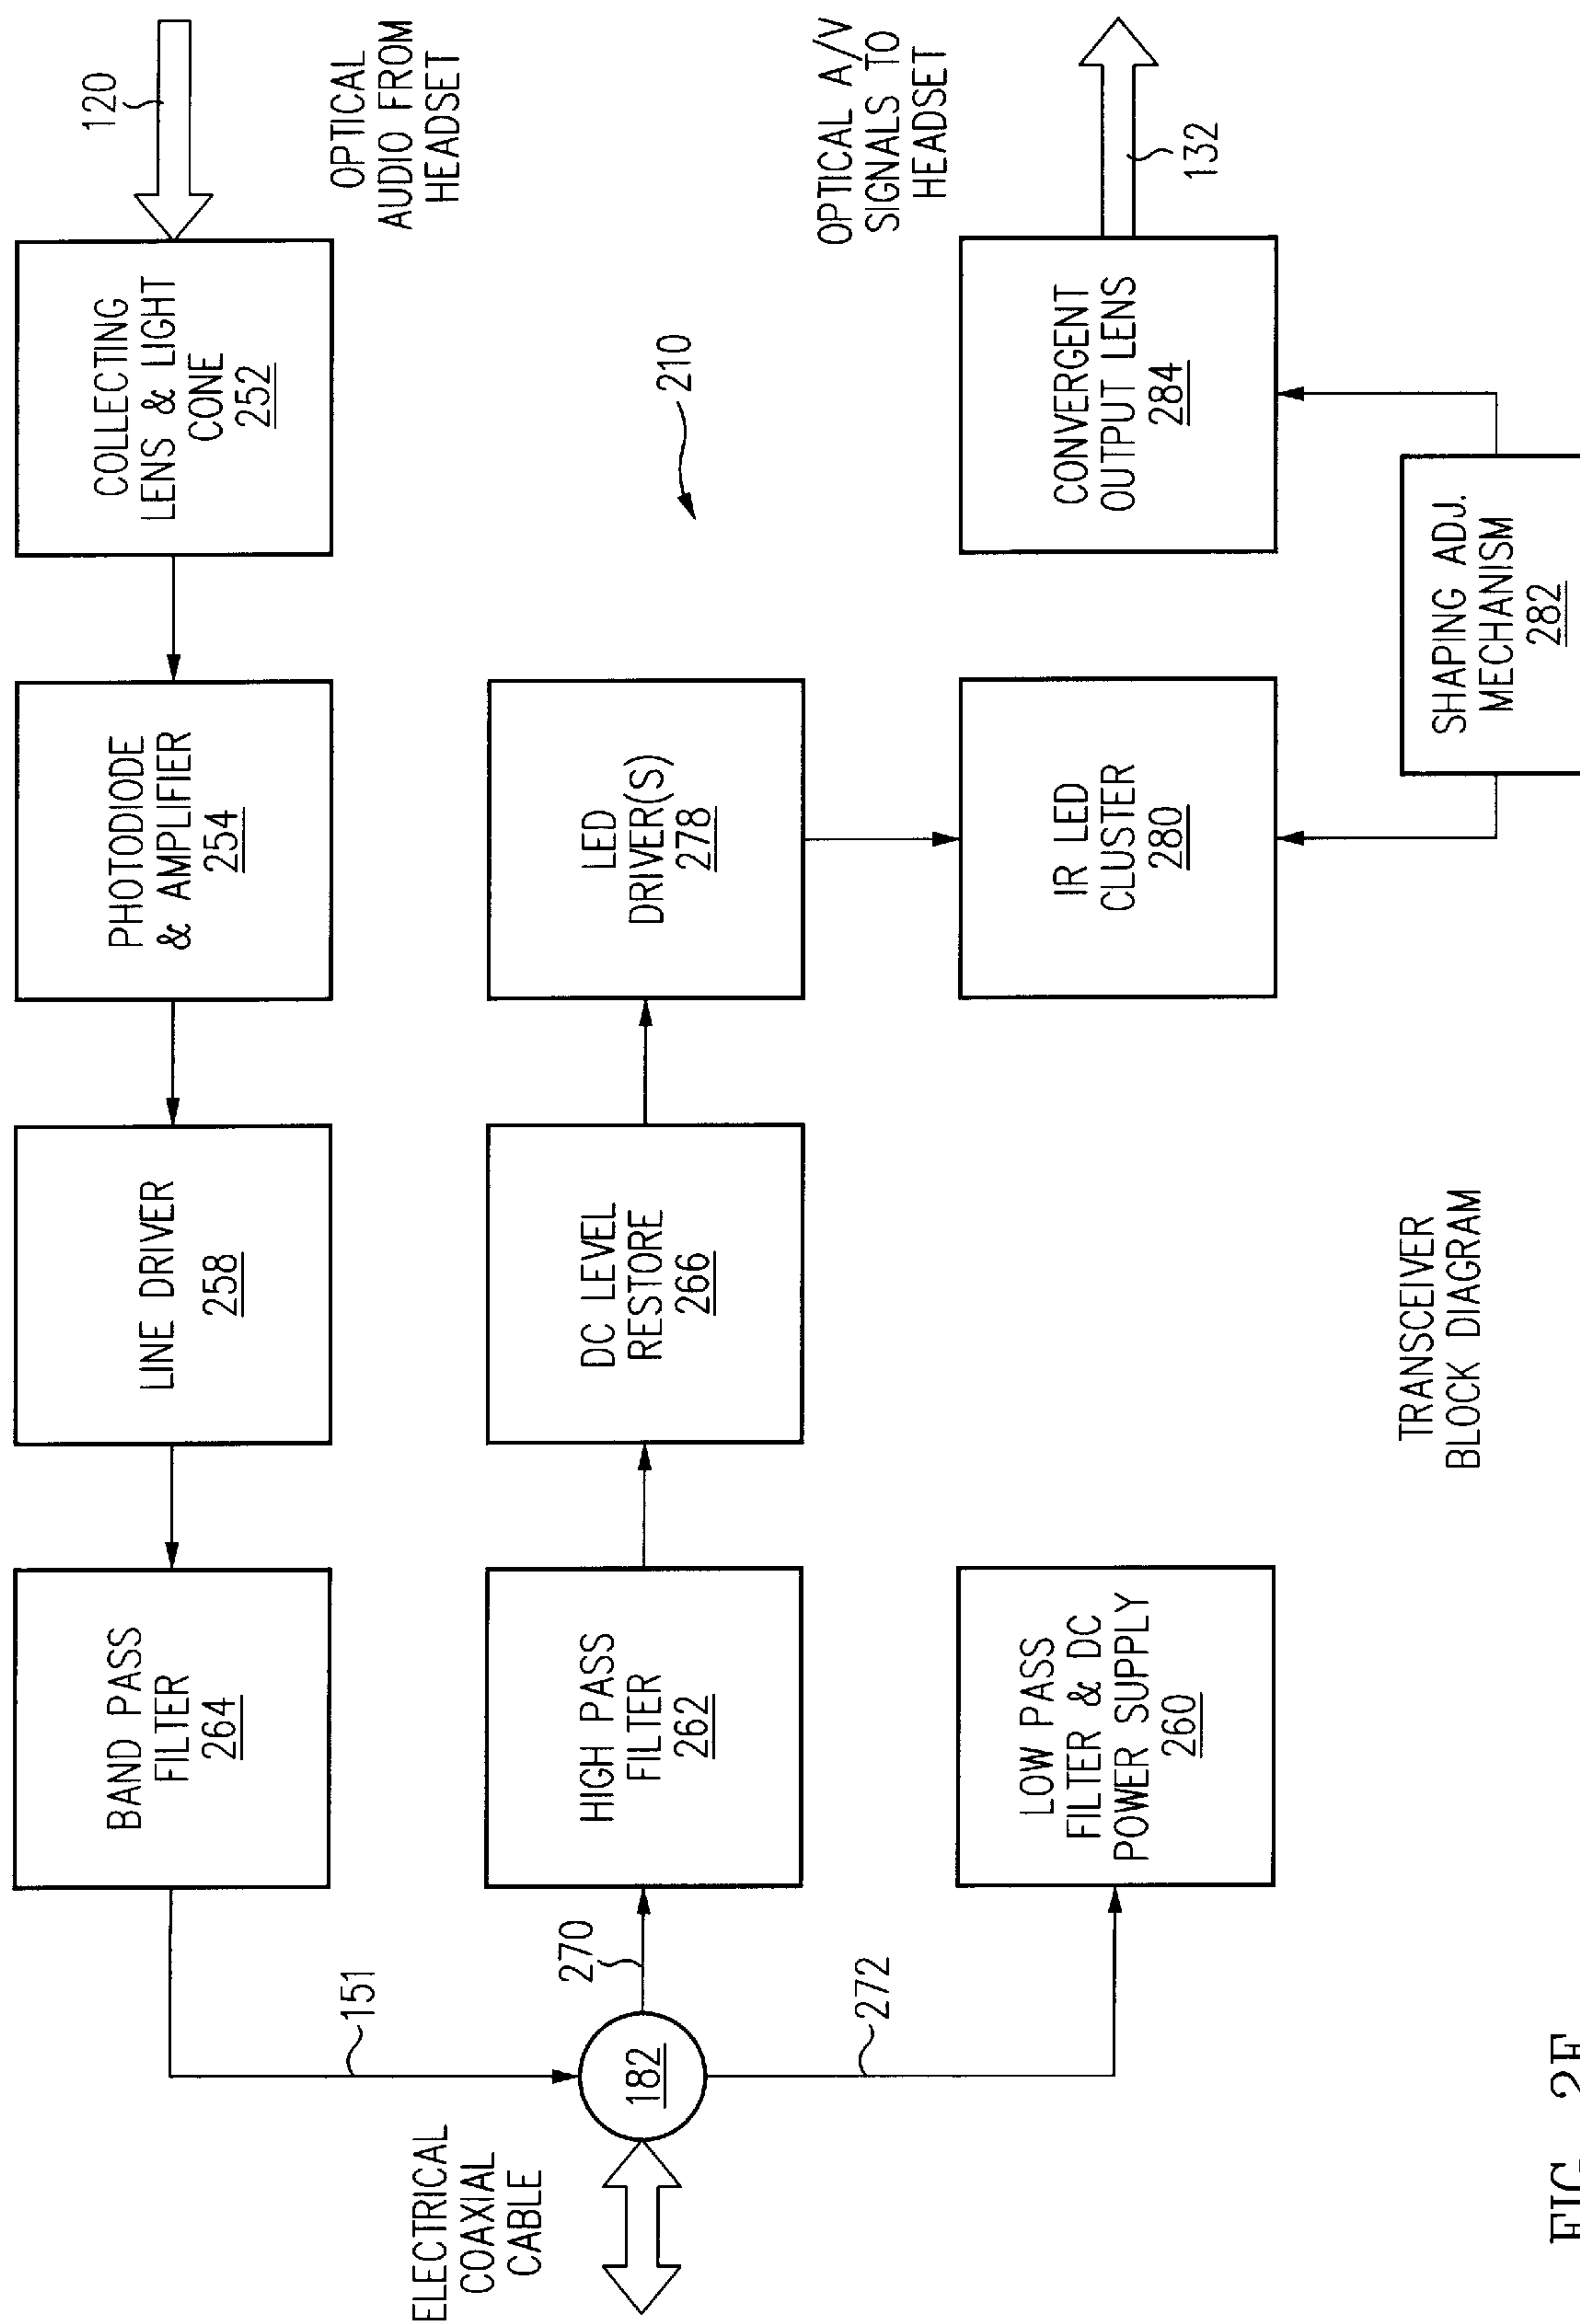 120
OPTICAL
AUDIO FROM
HEADSET
COLLECTING
LENS & LIGHT
CONE
252
PHOTODIODE
& AMPLIFIER
254
LINE DRIVER
258
BAND PASS
FILTER
264
151
ELECTRICAL
COAXIAL
CABLE
182
270
272
HIGH PASS
FILTER
262
DC LEVEL
RESTORE
266
LED
DRIVER(S)
278
210
LOW PASS
FILTER & DC
POWER SUPPLY
260
IR LED
CLUSTER
280
CONVERGENT
OUTPUT LENS
284
OPTICAL A/V
SIGNALS TO
HEADSET
132
SHAPING ADJ.
MECHANISM
282
TRANSCEIVER
BLOCK DIAGRAM